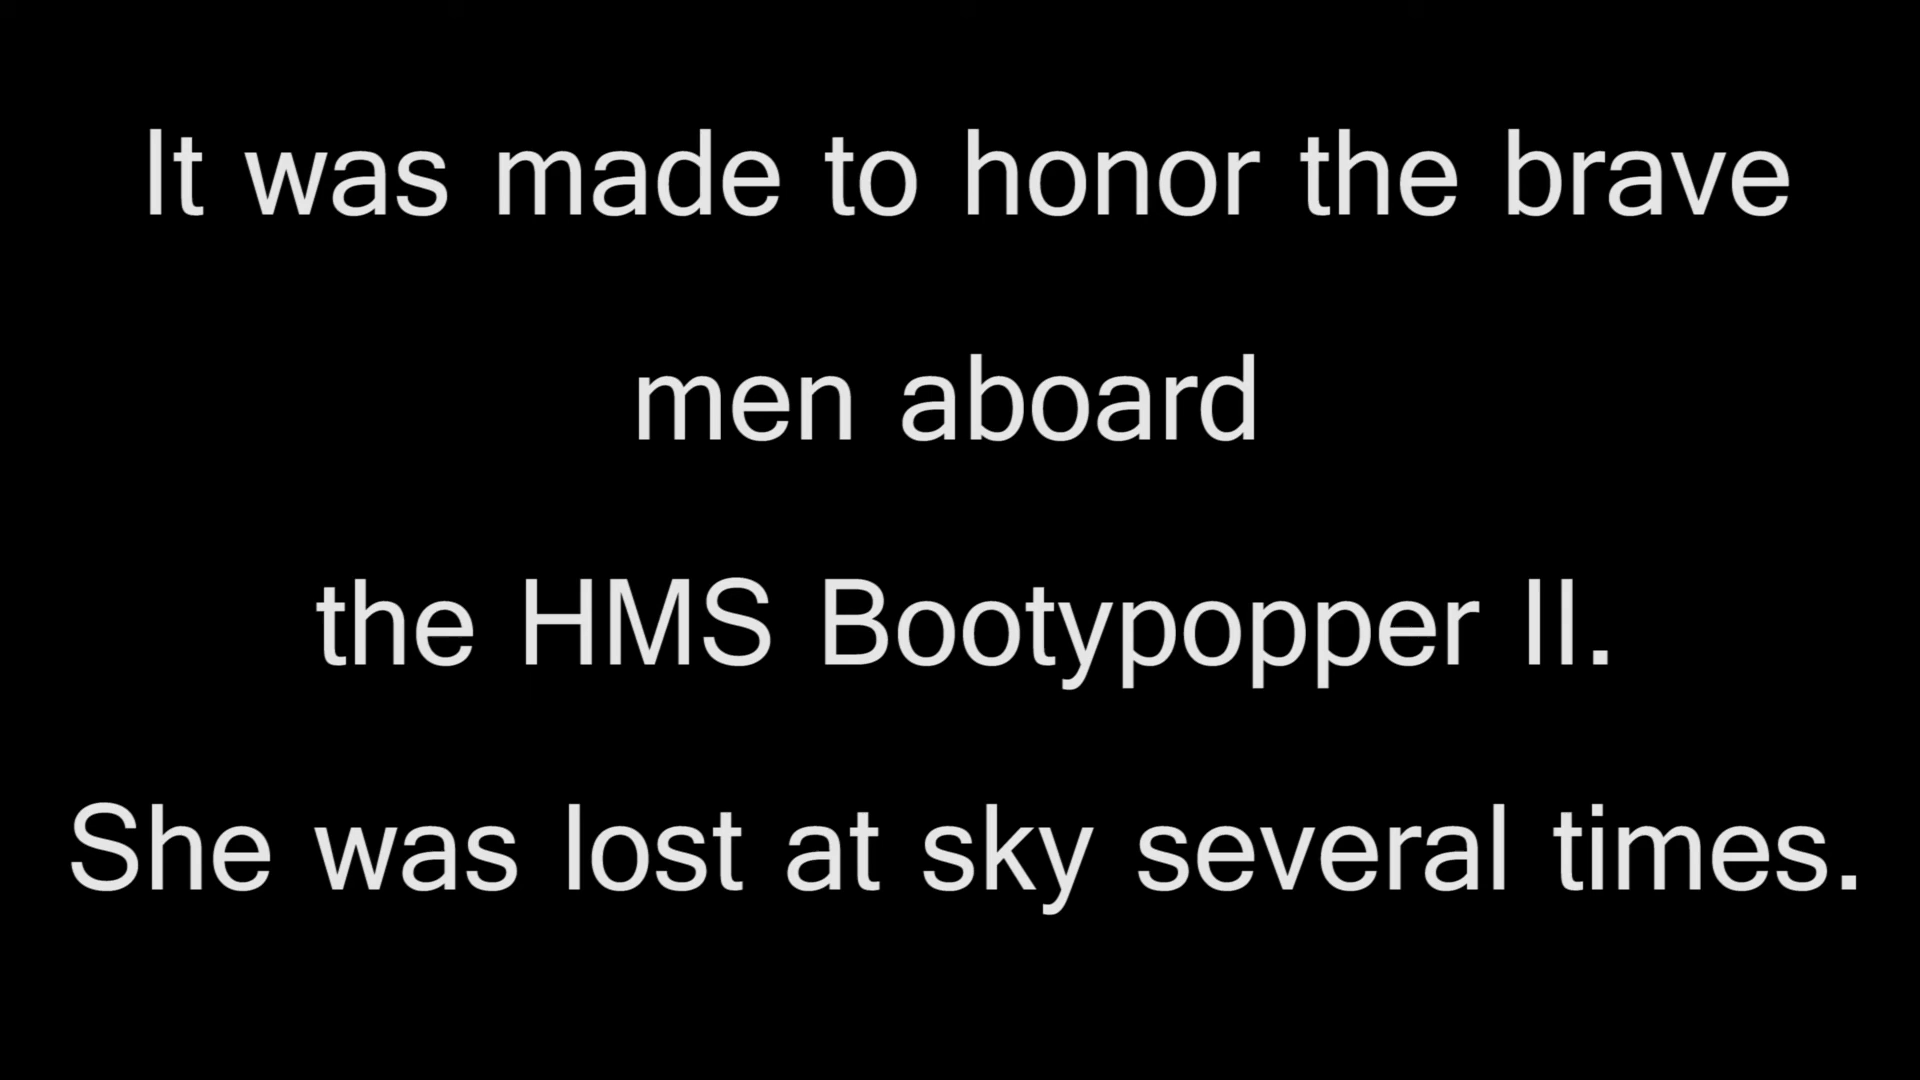 It was made to honor the brave
men aboard
the HMS Bootypopper II.
She was lost at sky several times.